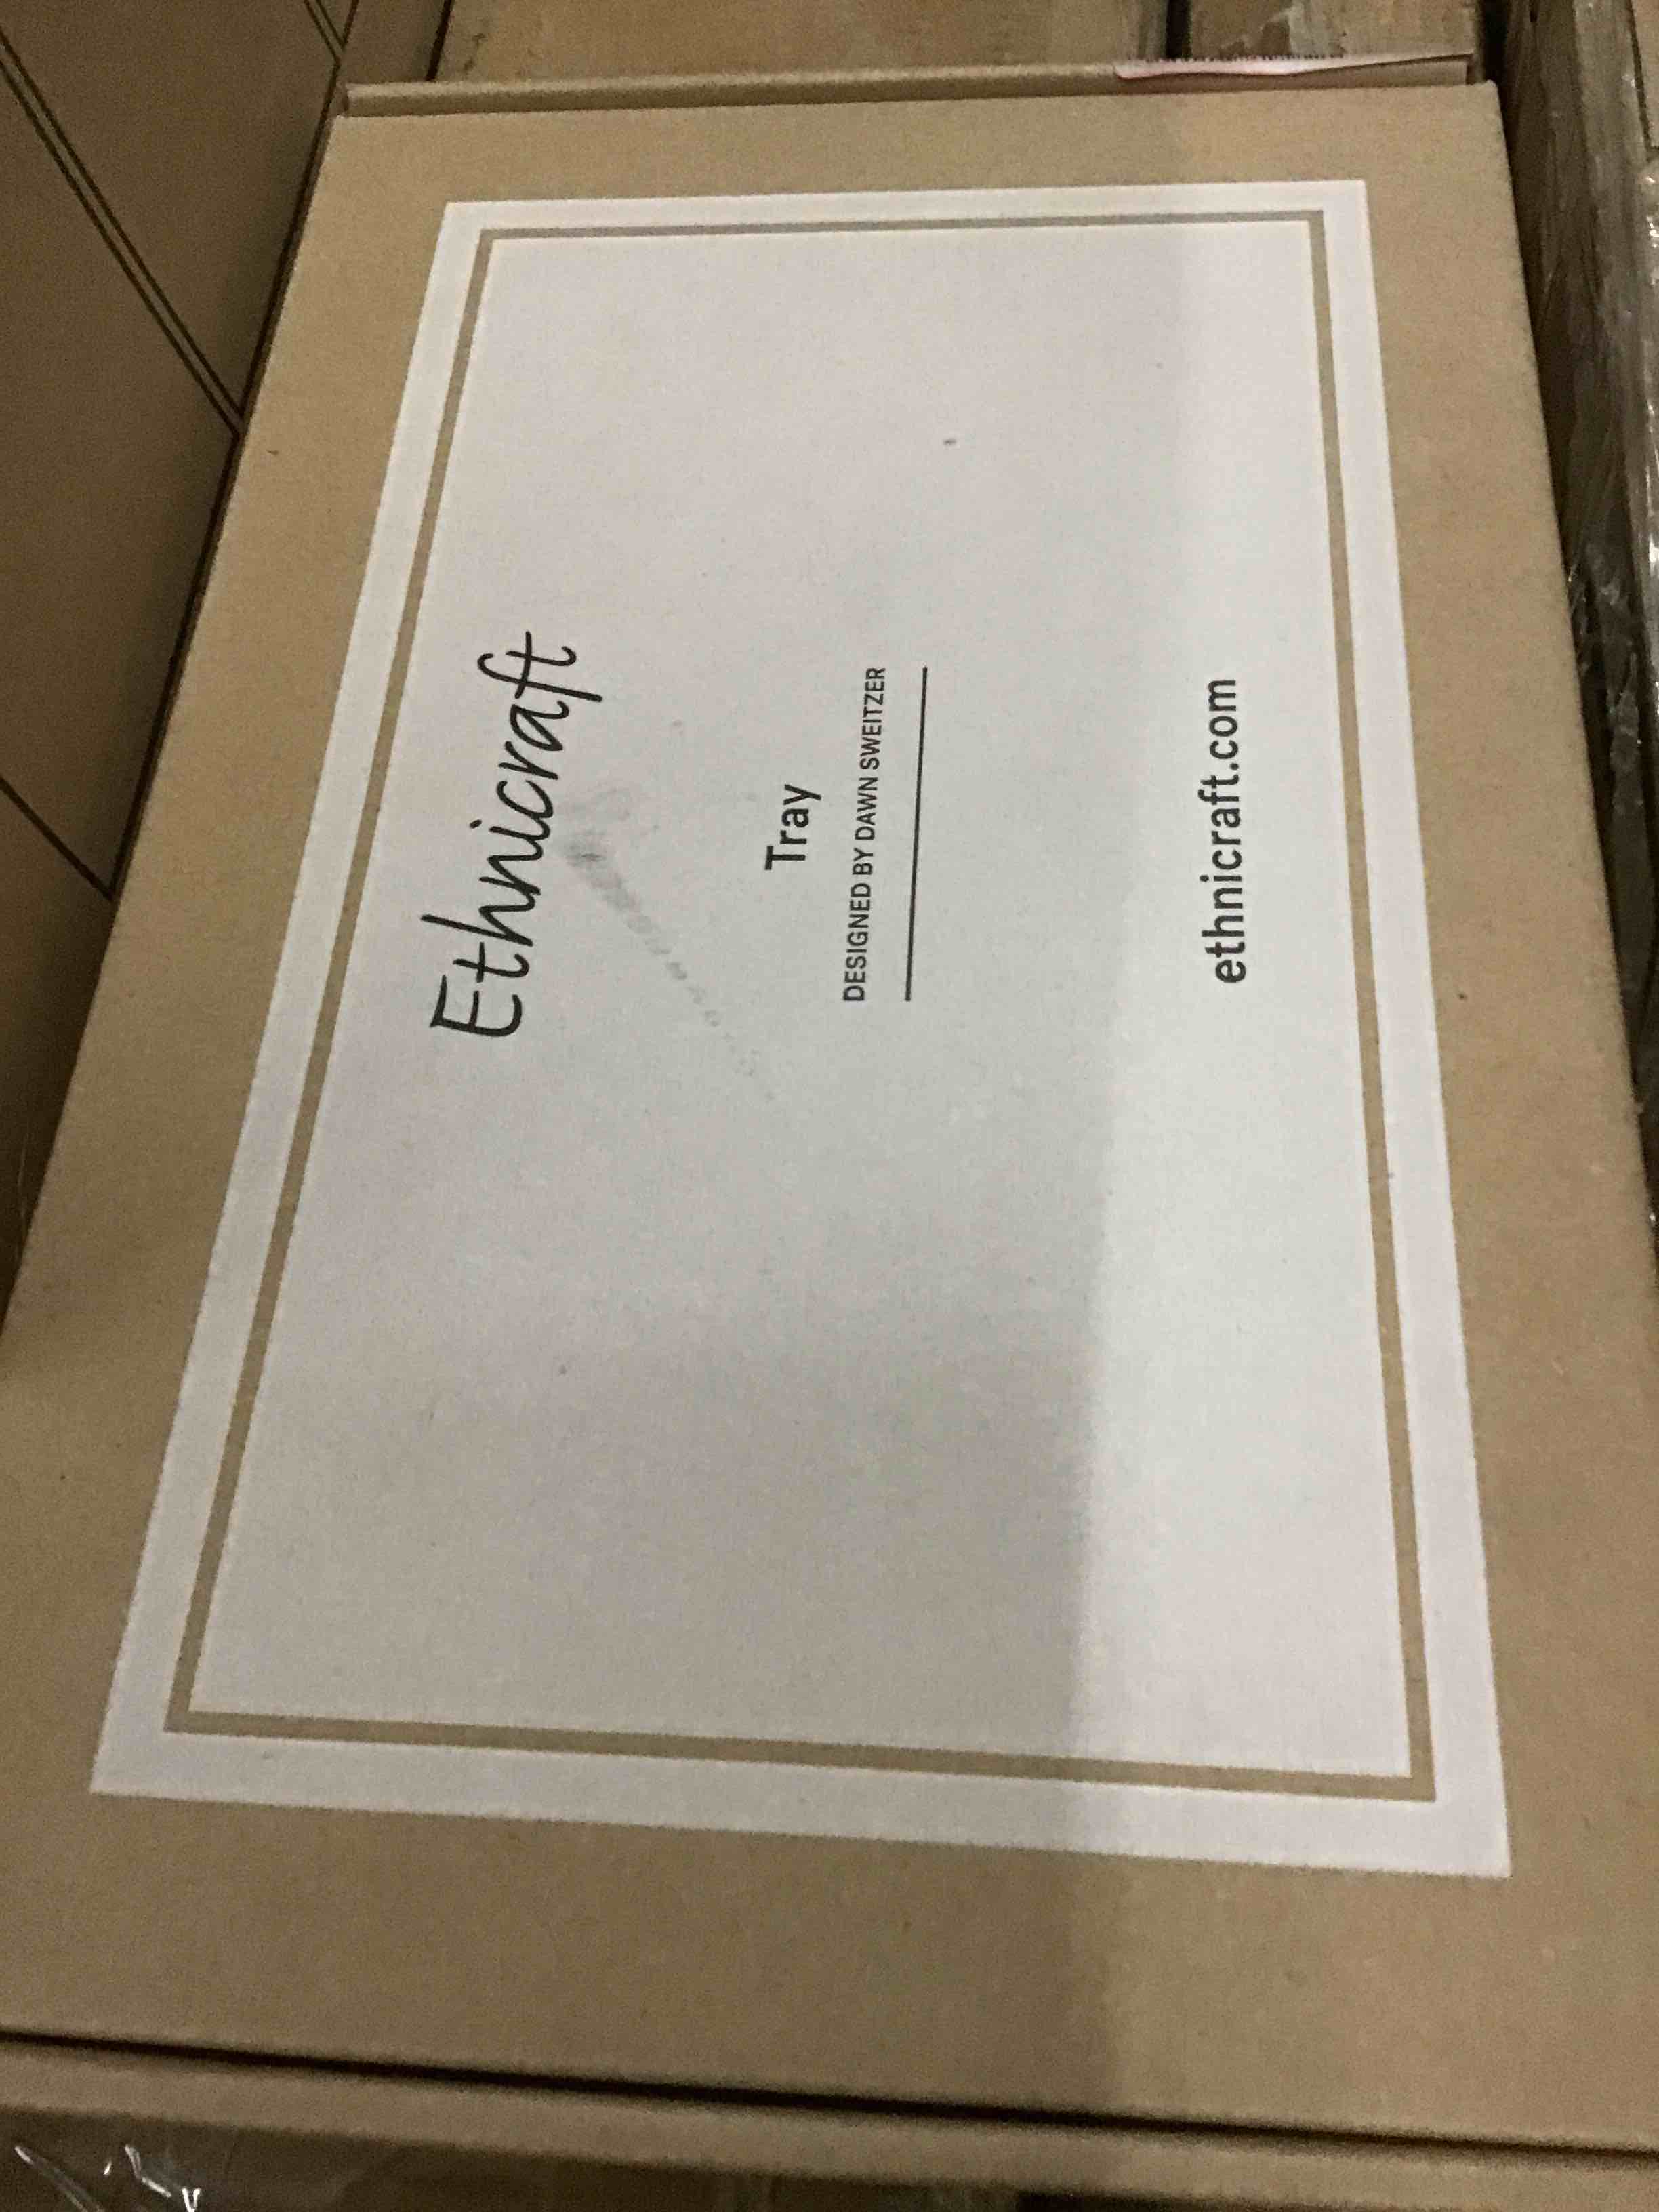 Ethnicraft
Tray
DESIGNED BY DAWN SWEITZER
ethnicraft.com